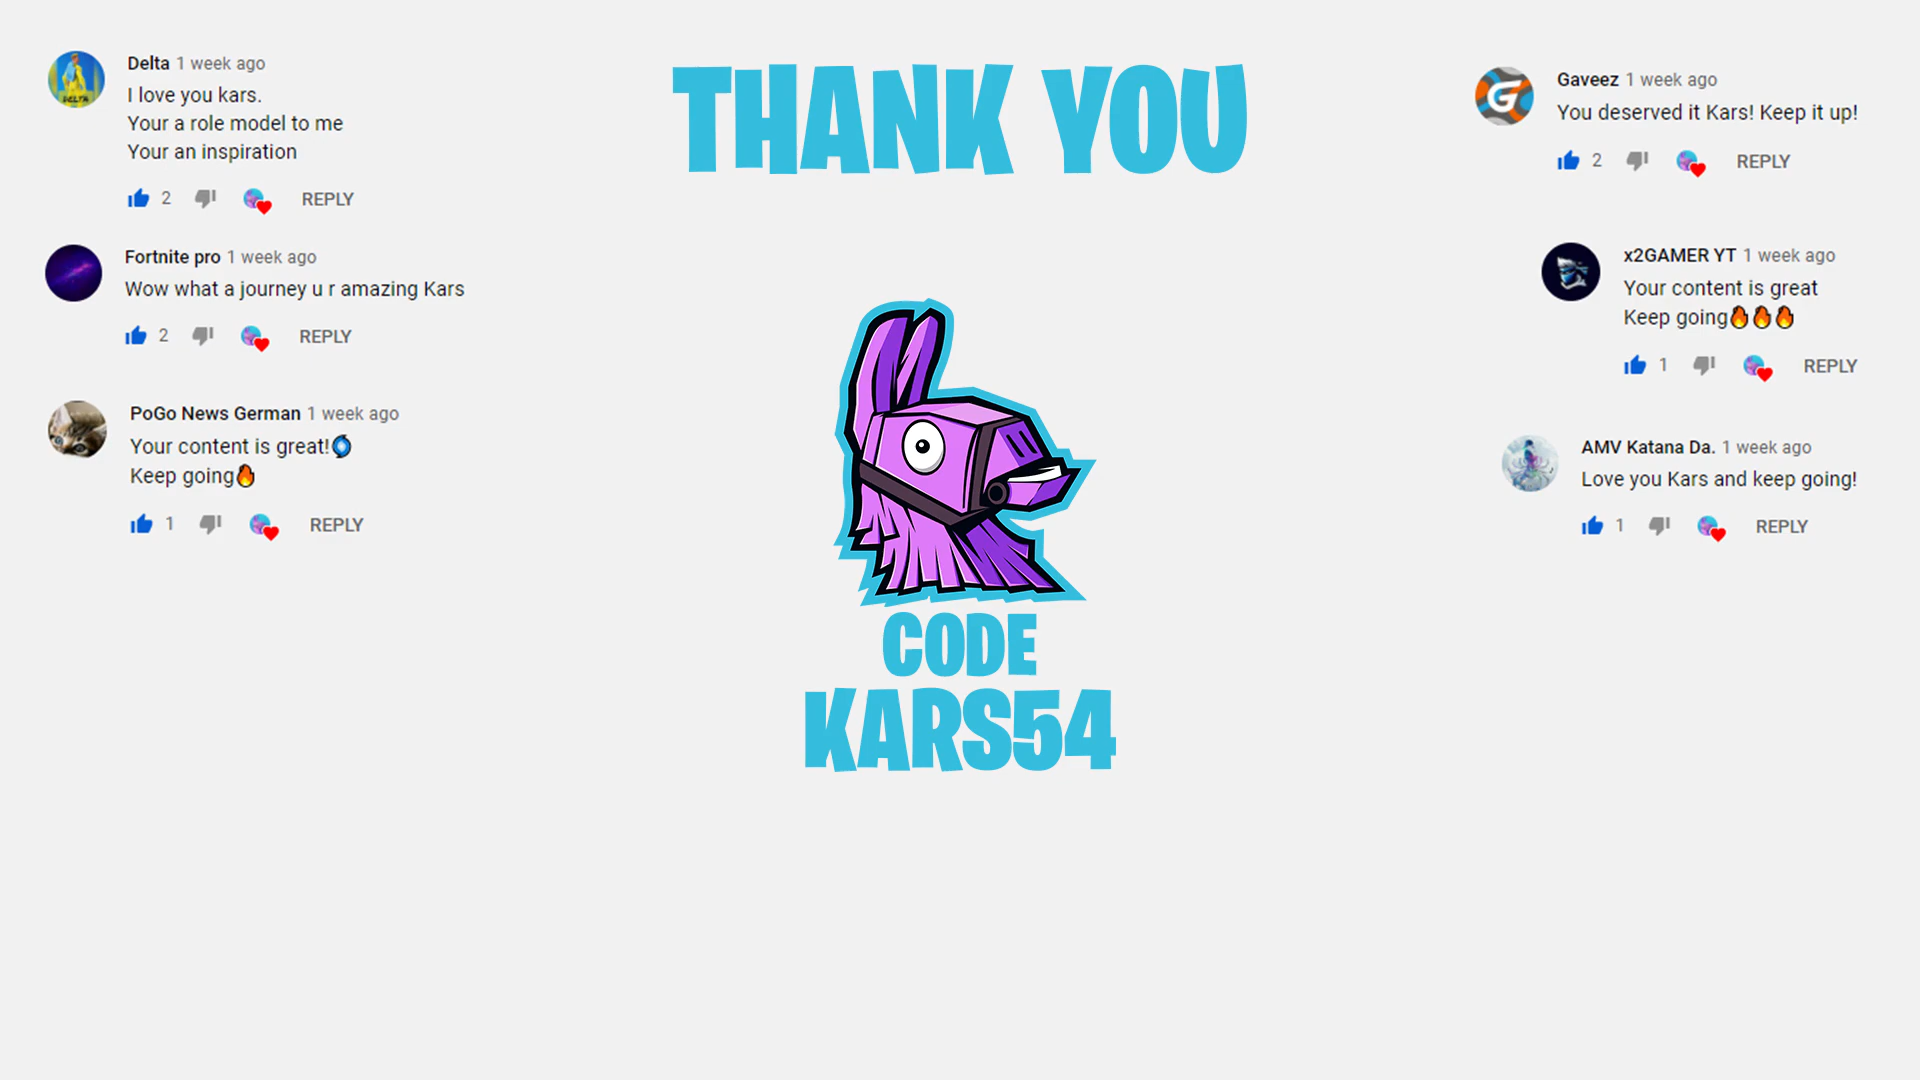 THANK YOU
Delta 1 week ago
I love you kars.
Your a role model to me
Your an inspiration
2 REPLY
Fortnite pro 1 week ago
Wow what a journey u r amazing Kars
2 REPLY
PoGo News German 1 week ago
Your content is great!🌀
Keep going🔥
1 REPLY
Gaveez 1 week ago
You deserved it Kars! Keep it up!
2 REPLY
x2GAMER YT 1 week ago
Your content is great
Keep going🔥🔥🔥
1 REPLY
AMV Katana Da. 1 week ago
Love you Kars and keep going!
1 REPLY
CODE
KARS54
DELTA